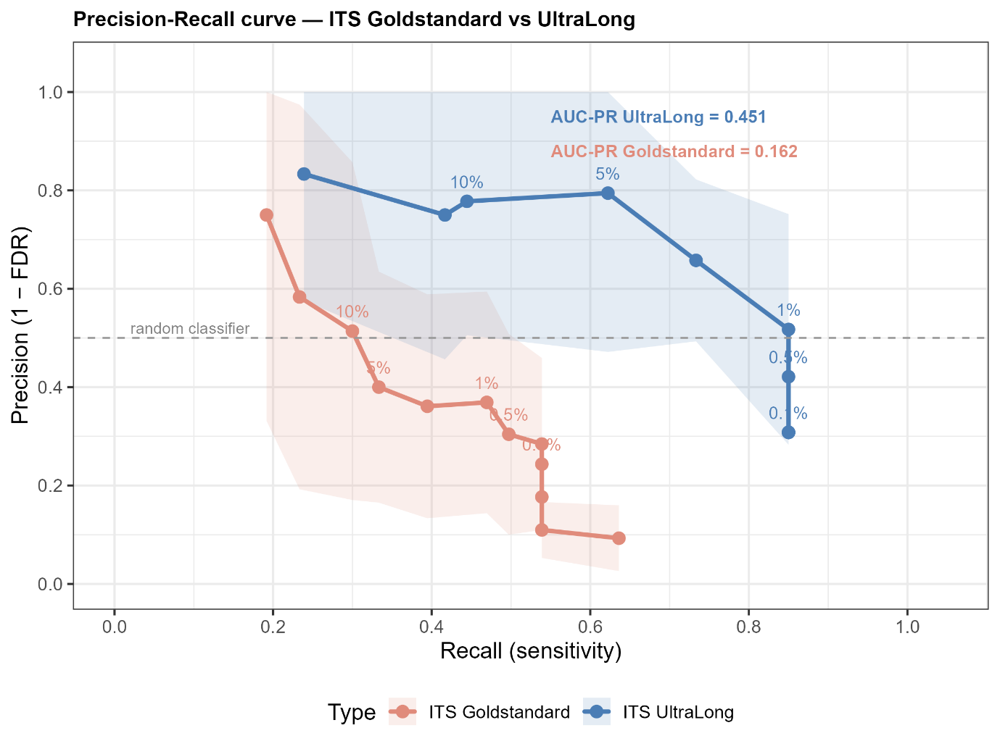 Precision-Recall curve — ITS Goldstandard vs UltraLong
Precision (1 − FDR)
1.0
0.8
0.6
0.4
0.2
0.0
AUC-PR UltraLong = 0.451
AUC-PR Goldstandard = 0.162
10%
5%
1%
0.5%
0.1%
random classifier
10%
5%
1%
0.5%
0.0
0.2
0.4
0.6
0.8
1.0
Recall (sensitivity)
Type
ITS Goldstandard
ITS UltraLong